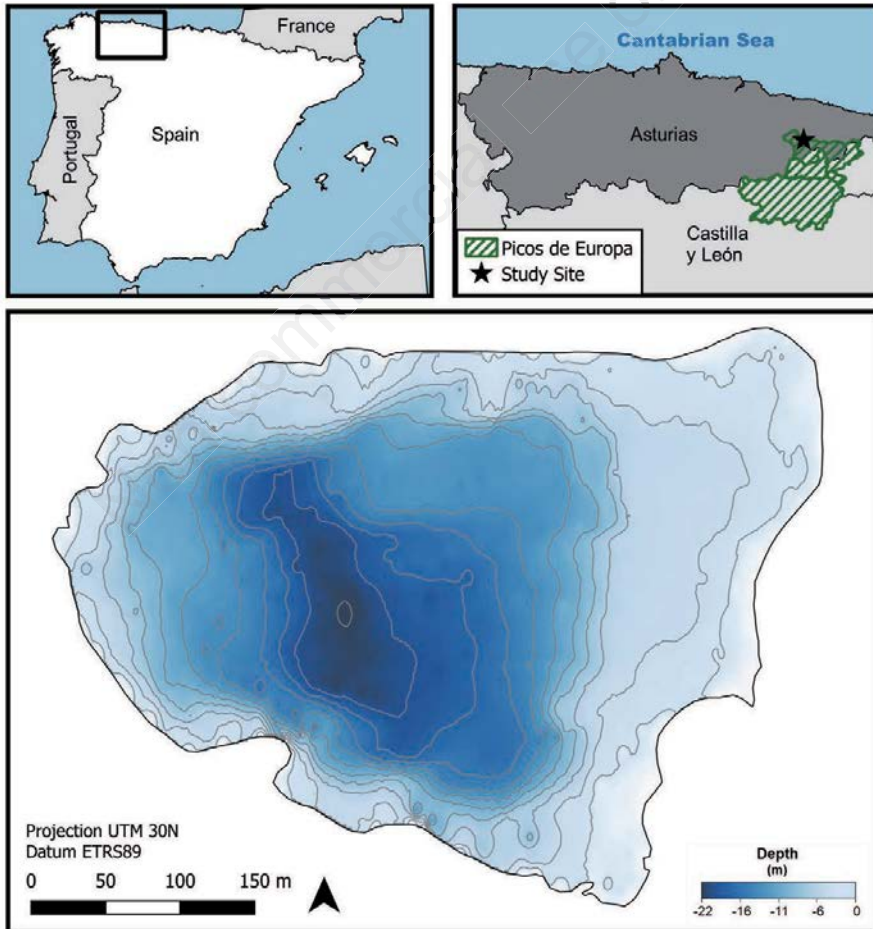 France
Portugal
Spain
Cantabrian Sea
Asturias
Castilla
y León
Picos de Europa
Study Site
Projection UTM 30N
Datum ETRS89
0 50 100 150 m
Depth
(m)
-22 -16 -11 -6 0
commercial